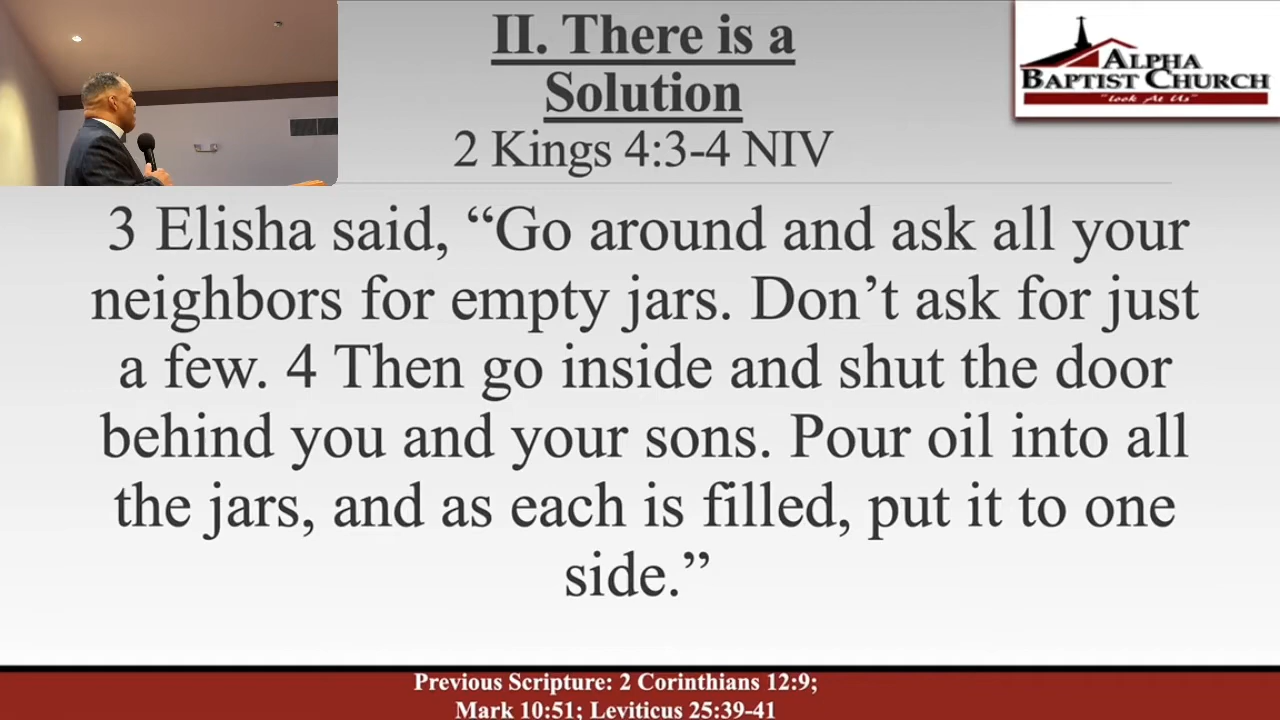 II. There is a
Solution
2 Kings 4:3-4 NIV
ALPHA
BAPTIST CHURCH
"Look At Us"
3 Elisha said, “Go around and ask all your
neighbors for empty jars. Don’t ask for just
a few. 4 Then go inside and shut the door
behind you and your sons. Pour oil into all
the jars, and as each is filled, put it to one
side.”
Previous Scripture: 2 Corinthians 12:9;
Mark 10:51; Leviticus 25:39-41